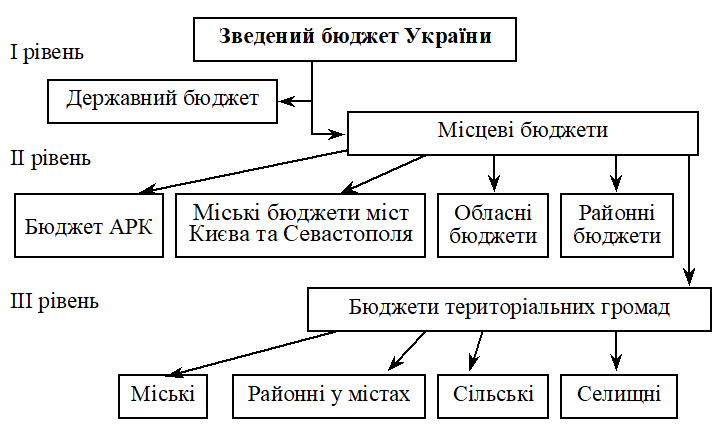 Зведений бюджет України
І рівень
Державний бюджет
Місцеві бюджети
ІІ рівень
Бюджет АРК
Міські бюджети міст
Києва та Севастополя
Обласні
бюджети
Районні
бюджети
ІІІ рівень
Бюджети територіальних громад
Міські
Районні у містах
Сільські
Селищні